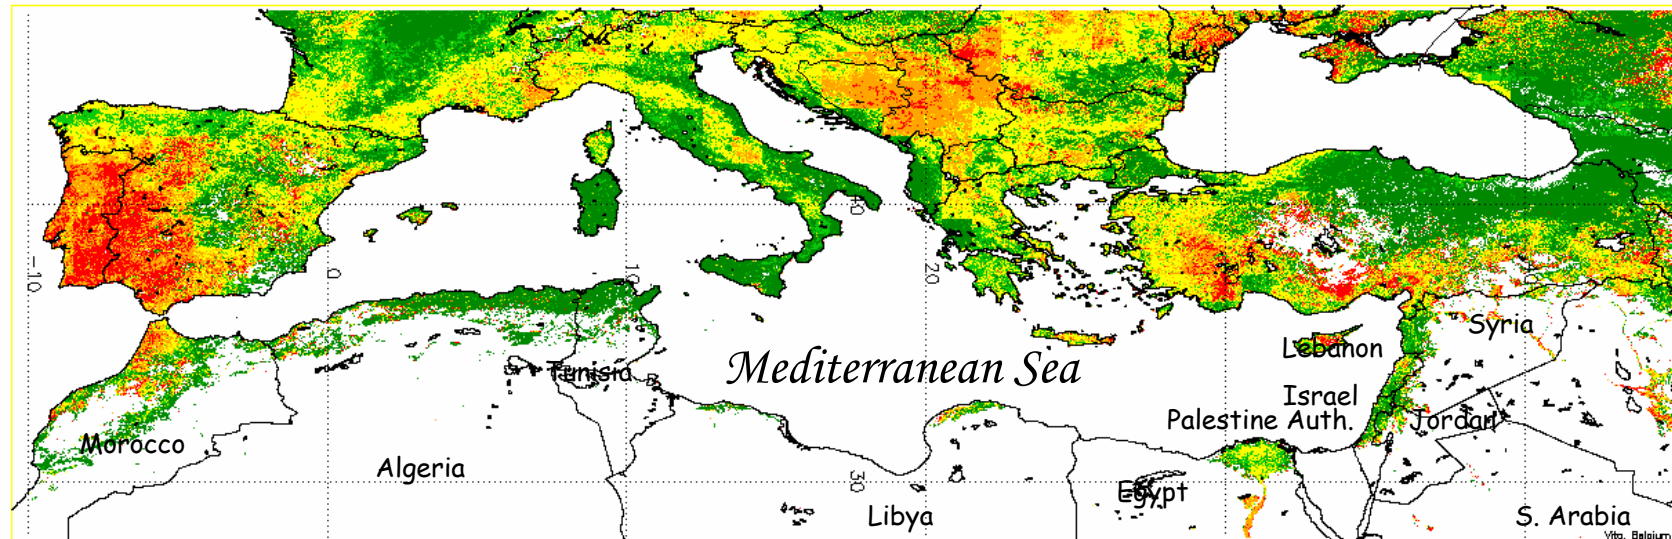 -10
0
10
20
40
30
Mediterranean Sea
Syria
Lebanon
Tunisia
Israel
Palestine Auth.
Jordan
Morocco
Algeria
Egypt
Libya
S. Arabia
Vito, Belgium